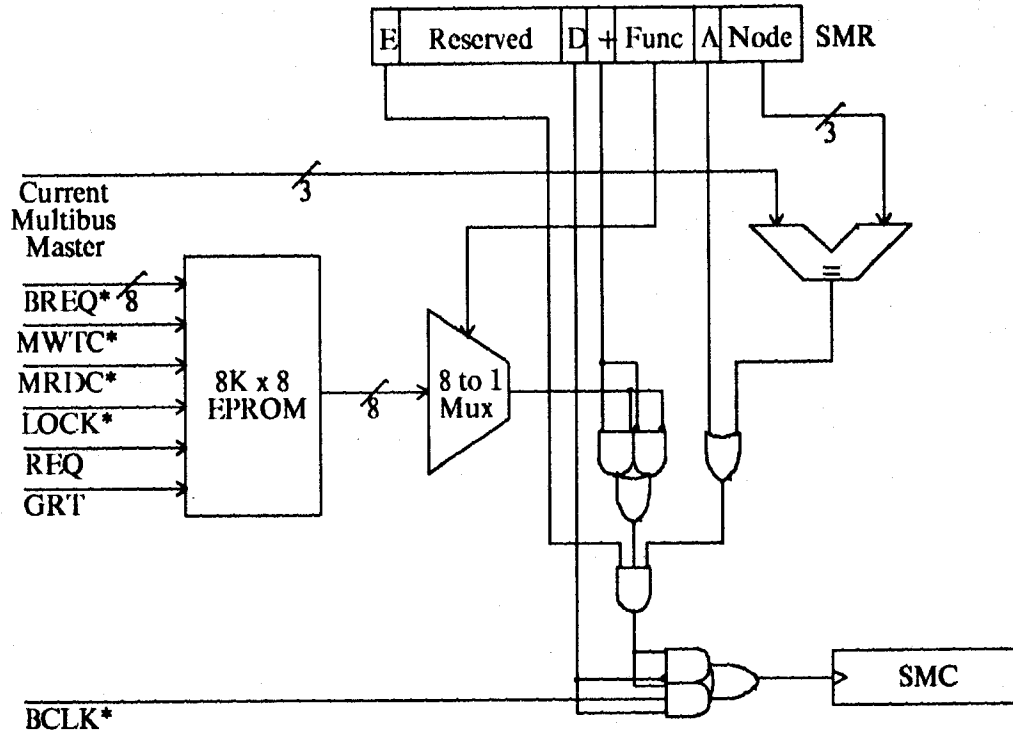 E Reserved D + Func A Node SMR
3
3
Current
Multibus
Master
BREQ* 8
MWTC*
MRDC*
LOCK*
REQ
GRT
8K x 8
EPROM
8
8 to 1
Mux
=
SMC
BCLK*